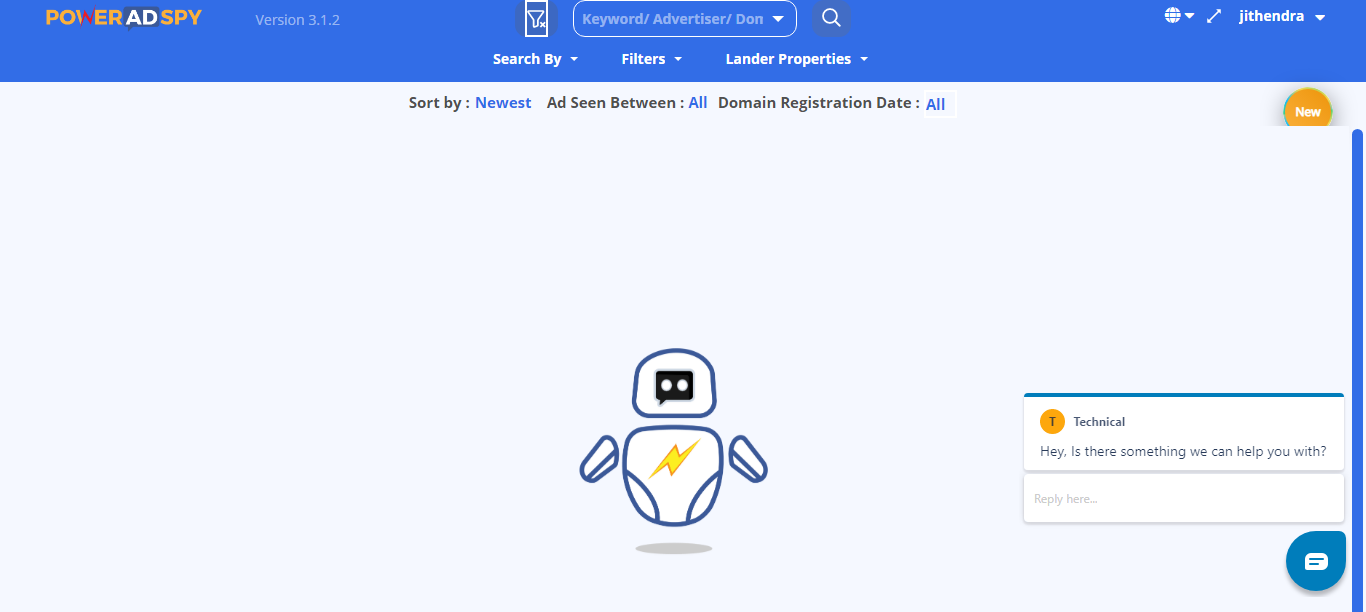 POWERADSPY
Version 3.1.2
Keyword/ Advertiser/ Don
jithendra
Search By
Filters
Lander Properties
Sort by : Newest
Ad Seen Between : All
Domain Registration Date : All
New
T
Technical
Hey, Is there something we can help you with?
Reply here...